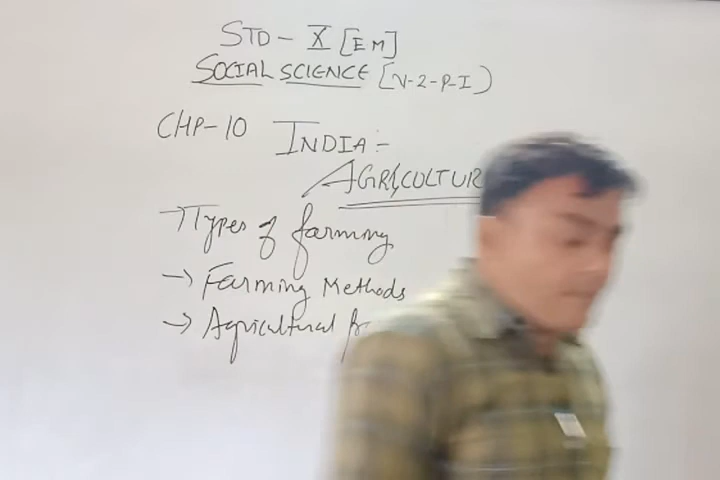 STD - X [EM]
SOCIAL SCIENCE [V-2-P-I)
CHP-10 INDIA:-
AGRICULTUR
→ Types of farming
→ Farming Methods
→ Agricultural